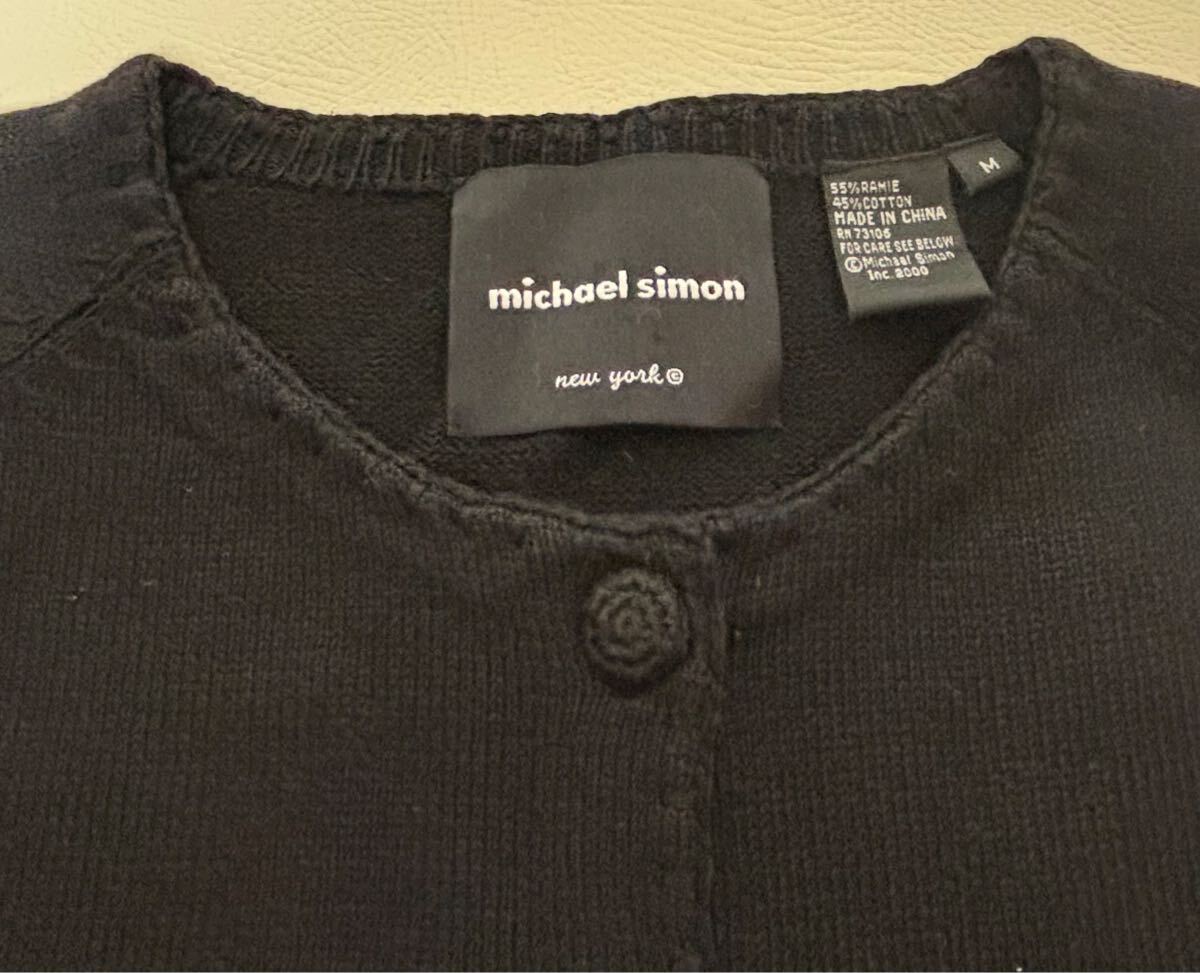 michael simon
new york©
M
55% RAMIE
45% COTTON
MADE IN CHINA
RN 73106
FOR CARE SEE BELOW
©Michael Simon
Inc. 2000